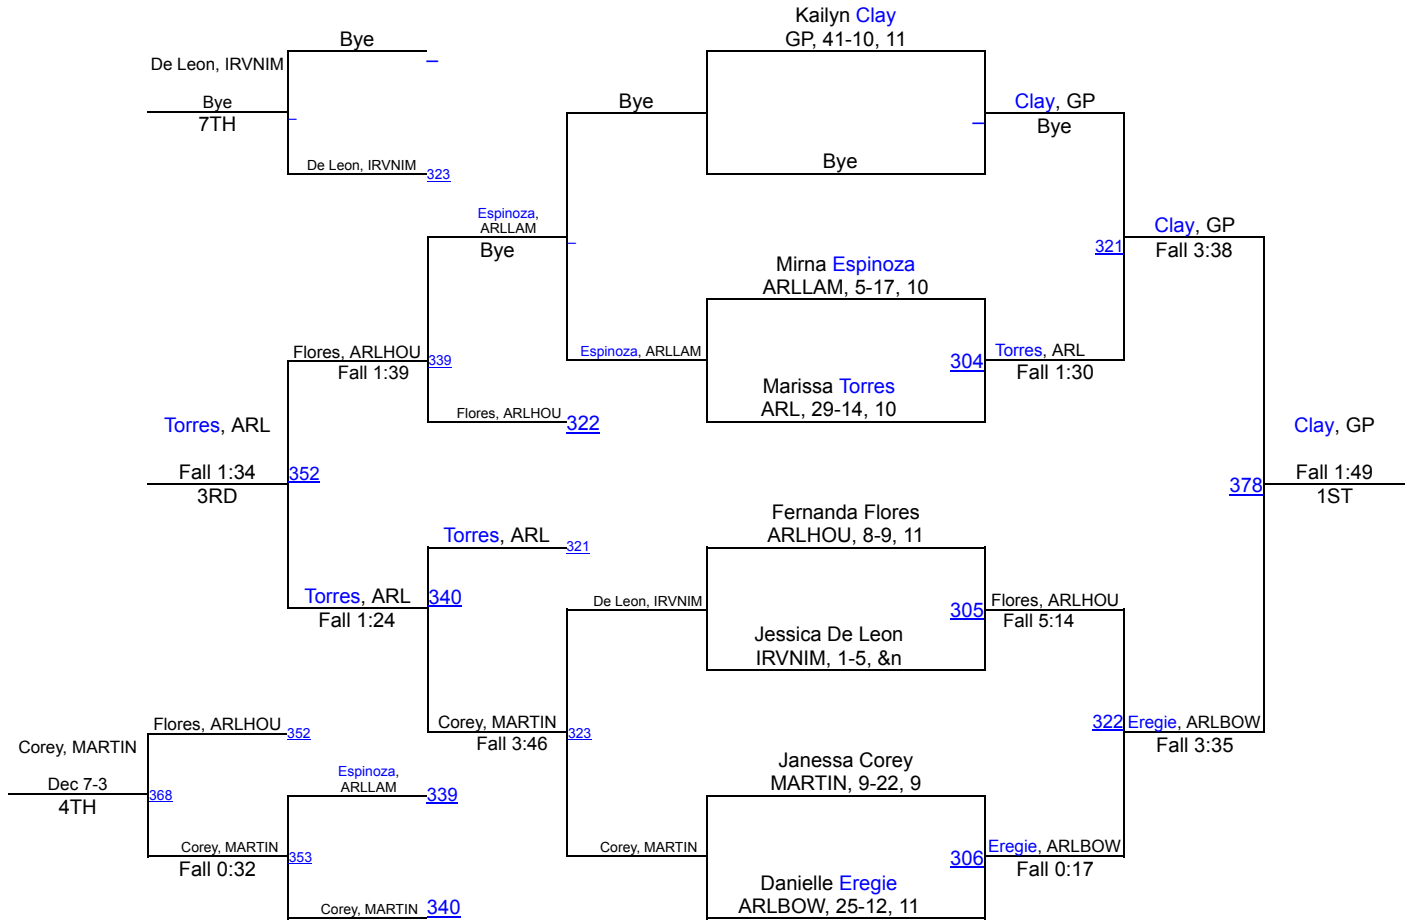 Kailyn Clay
GP, 41-10, 11
Bye
De Leon, IRVNIM
Bye
7TH
De Leon, IRVNIM 323
Bye
Bye
Clay, GP
Bye
Espinoza,
ARLLAM
Bye
Clay, GP
321 Fall 3:38
Mirna Espinoza
ARLLAM, 5-17, 10
Flores, ARLHOU 339
Fall 1:39
Espinoza, ARLLAM
304 Torres, ARL
Fall 1:30
Marissa Torres
ARL, 29-14, 10
Flores, ARLHOU 322
Torres, ARL
Fall 1:34 352
3RD
Clay, GP
378 Fall 1:49
1ST
Fernanda Flores
ARLHOU, 8-9, 11
Torres, ARL 321
Torres, ARL 340
Fall 1:24
De Leon, IRVNIM
305 Flores, ARLHOU
Fall 5:14
Jessica De Leon
IRVNIM, 1-5, &n
Flores, ARLHOU 352
Corey, MARTIN 323
Fall 3:46
322 Eregie, ARLBOW
Fall 3:35
Corey, MARTIN
Dec 7-3 368
4TH
Espinoza,
ARLLAM 339
Janessa Corey
MARTIN, 9-22, 9
Corey, MARTIN 353
Fall 0:32
Corey, MARTIN
306 Eregie, ARLBOW
Fall 0:17
Danielle Eregie
ARLBOW, 25-12, 11
Corey, MARTIN 340